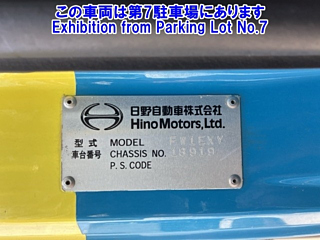 この車両は第7駐車場にあります
Exhibition from Parking Lot No.7
日野自動車株式会社
Hino Motors, Ltd.
型式 MODEL
車台番号 CHASSIS NO.
P. S. CODE